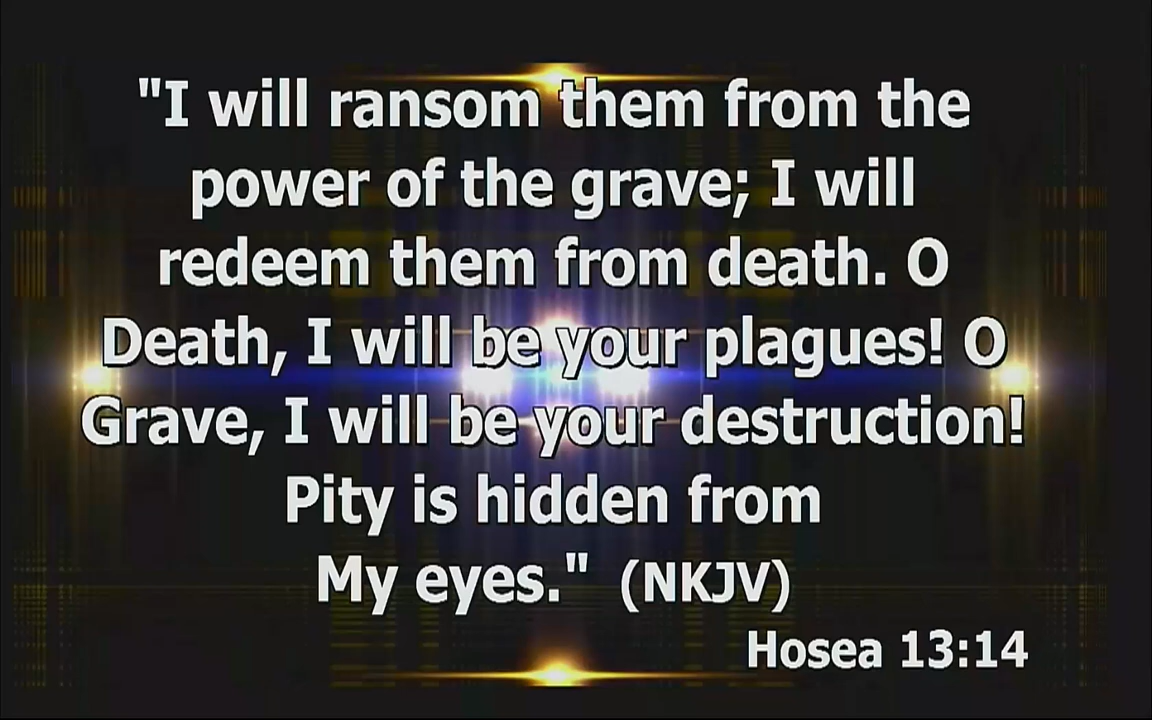 "I will ransom them from the
power of the grave; I will
redeem them from death. O
Death, I will be your plagues! O
Grave, I will be your destruction!
Pity is hidden from
My eyes." (NKJV)
Hosea 13:14